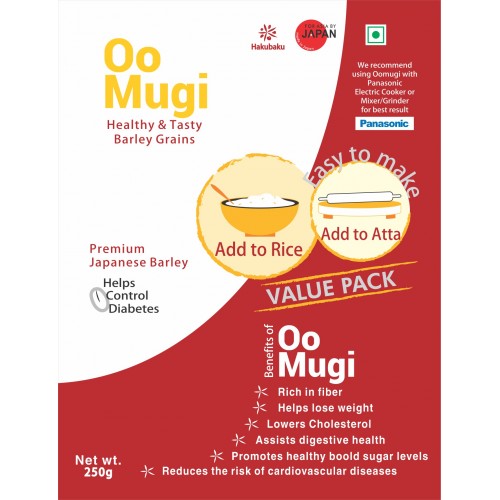 Oo
Mugi
Healthy & Tasty
Barley Grains
Hakubaku
FOR ASIA BY
JAPAN
We recommend
using Oomugi with
Panasonic
Electric Cooker or
Mixer/Grinder
for best result
Panasonic
Easy to make
Add to Rice
Add to Atta
Premium
Japanese Barley
Helps
Control
Diabetes
VALUE PACK
Benefits of
Oo
Mugi
Rich in fiber
Helps lose weight
Lowers Cholesterol
Assists digestive health
Promotes healthy boold sugar levels
Reduces the risk of cardiovascular diseases
Net wt.
250g